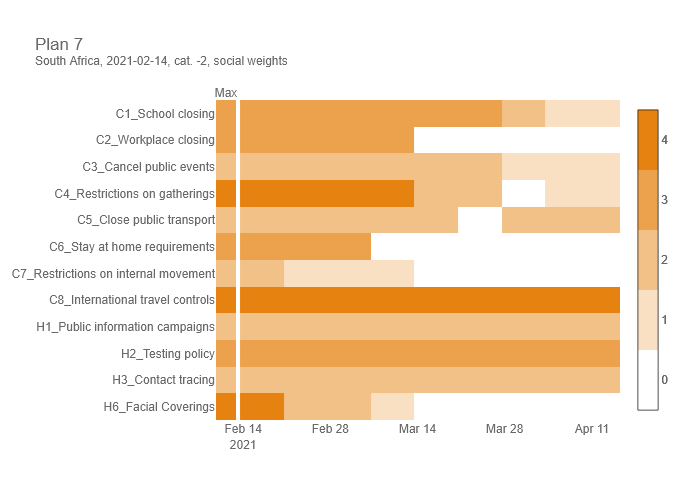 Plan 7
South Africa, 2021-02-14, cat. -2, social weights
Max
C1_School closing
C2_Workplace closing
C3_Cancel public events
C4_Restrictions on gatherings
C5_Close public transport
C6_Stay at home requirements
C7_Restrictions on internal movement
C8_International travel controls
H1_Public information campaigns
H2_Testing policy
H3_Contact tracing
H6_Facial Coverings
Feb 14 Feb 28 Mar 14 Mar 28 Apr 11
2021
4
3
2
1
0